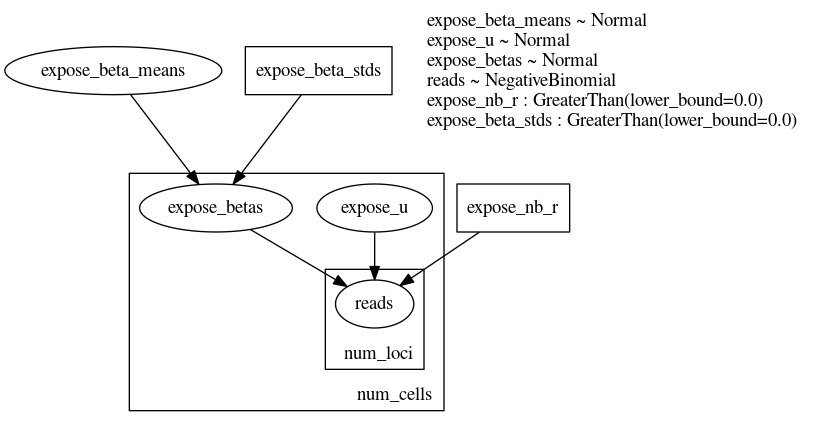 expose_beta_means ~ Normal
expose_u ~ Normal
expose_betas ~ Normal
reads ~ NegativeBinomial
expose_nb_r : GreaterThan(lower_bound=0.0)
expose_beta_stds : GreaterThan(lower_bound=0.0)
expose_beta_means
expose_beta_stds
expose_betas
expose_u
expose_nb_r
reads
num_loci
num_cells